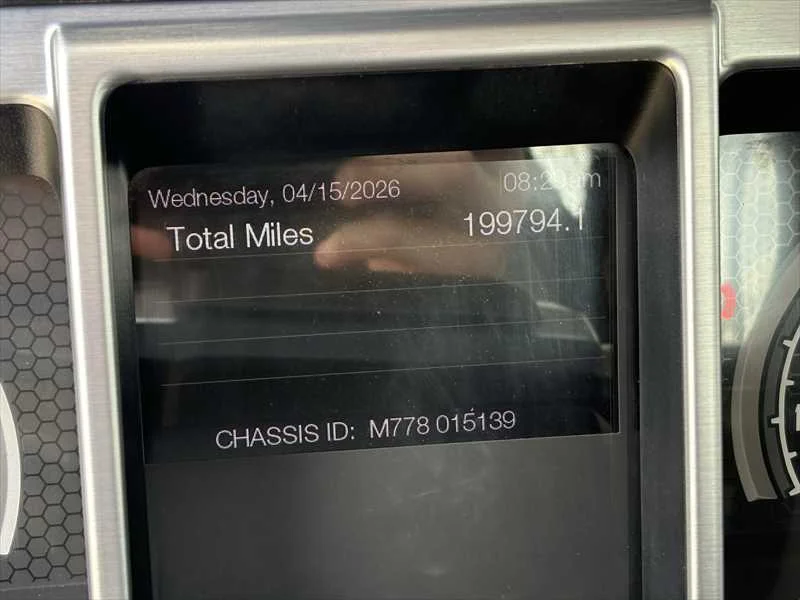 Wednesday, 04/15/2026
Total Miles 199794.1
CHASSIS ID: M778 015139